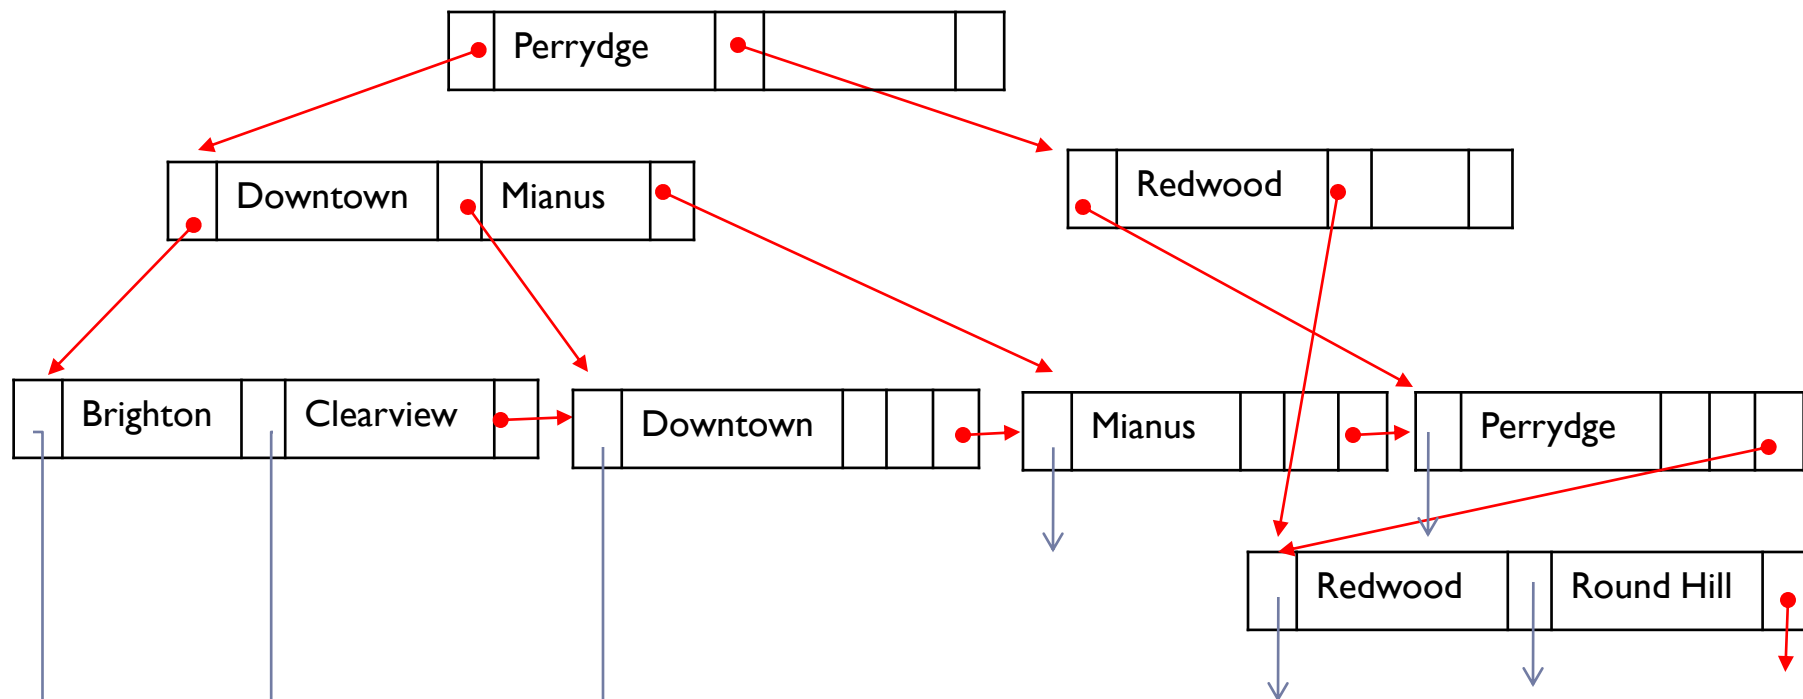 Perrydge
Downtown Mianus
Redwood
Brighton Clearview
Downtown
Mianus
Perrydge
Redwood Round Hill